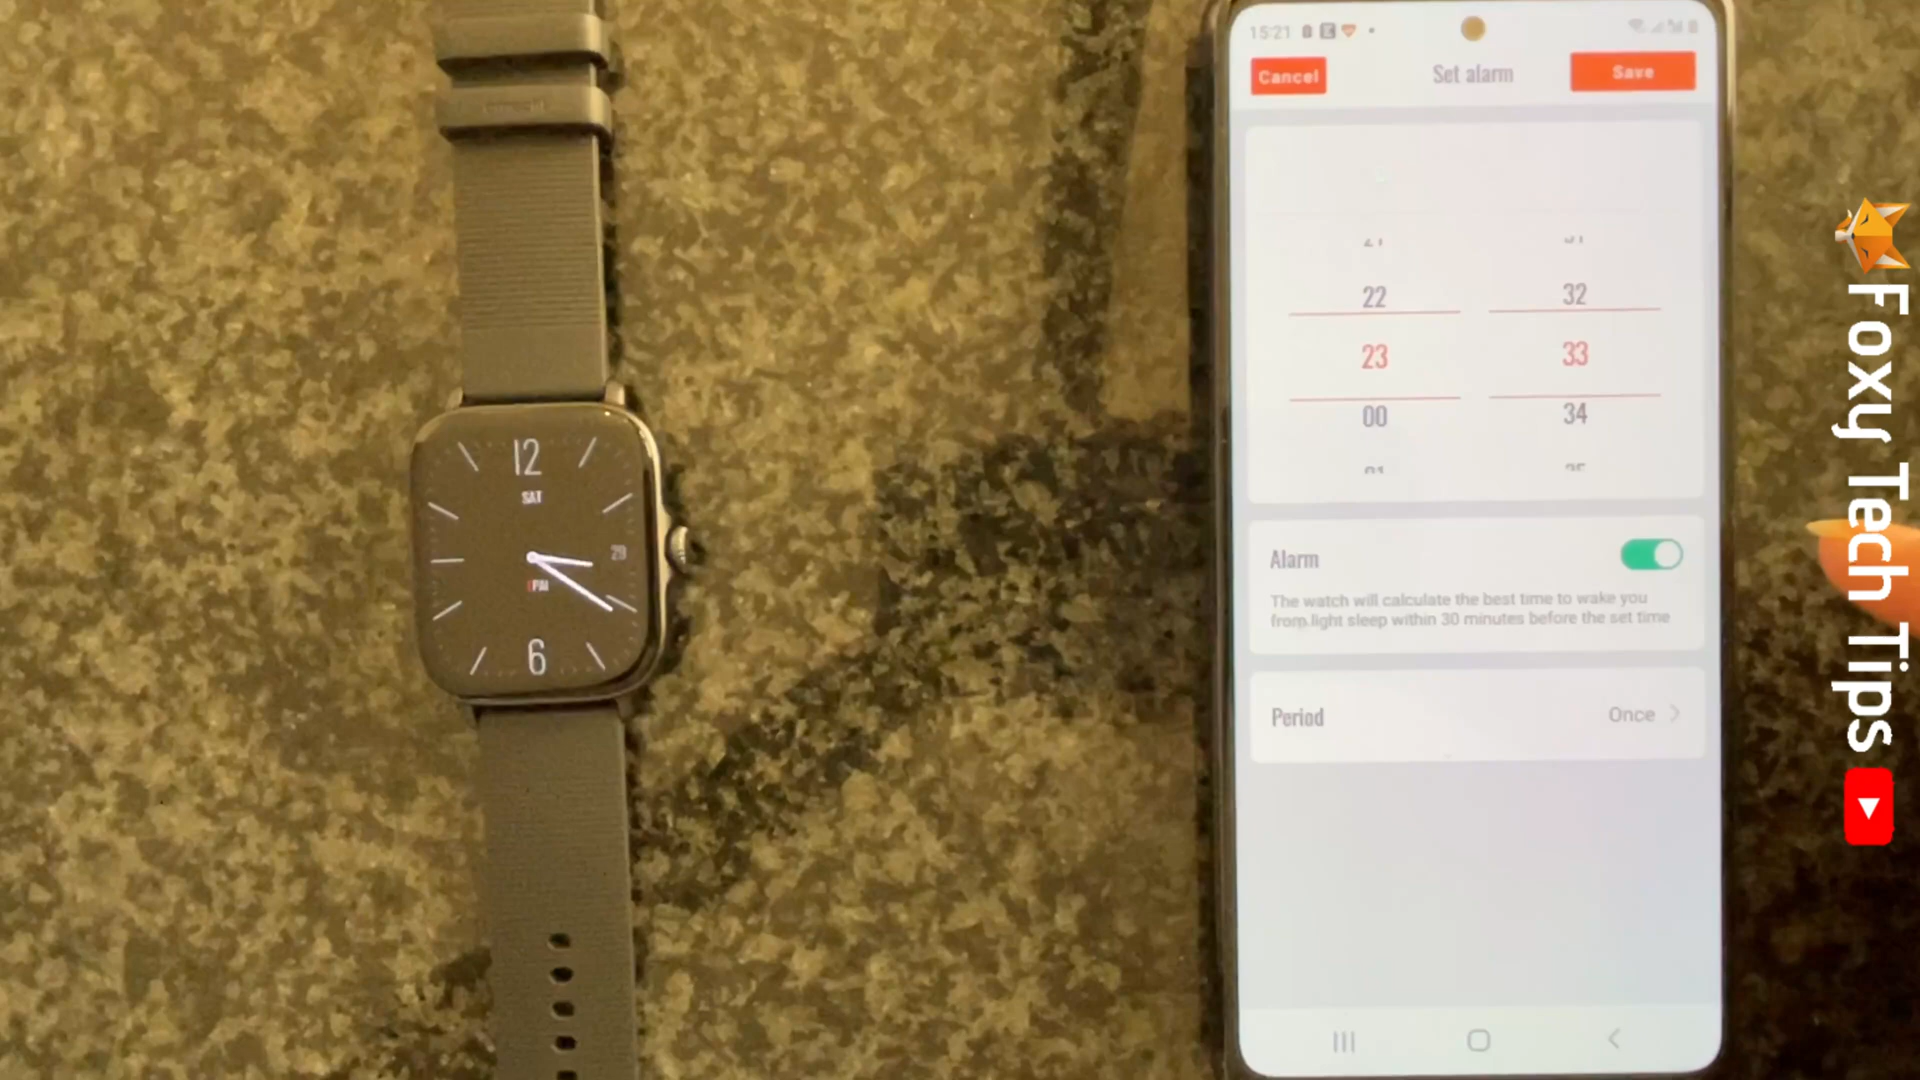 12
SAT
29
PAI
6
15:21
Cancel
Set alarm
Save
22 32
23 33
00 34
Alarm
The watch will calculate the best time to wake you
from light sleep within 30 minutes before the set time
Period
Once
Foxy Tech Tips